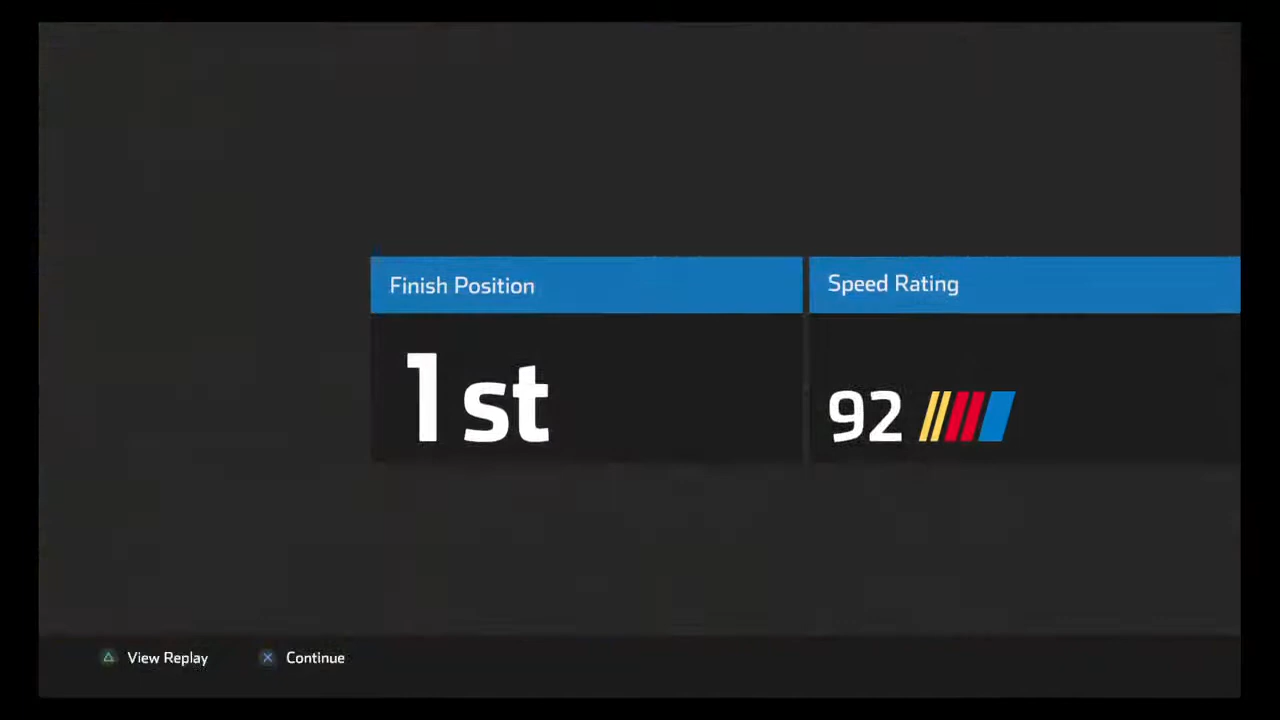 Finish Position
Speed Rating
1st
92
View Replay
Continue